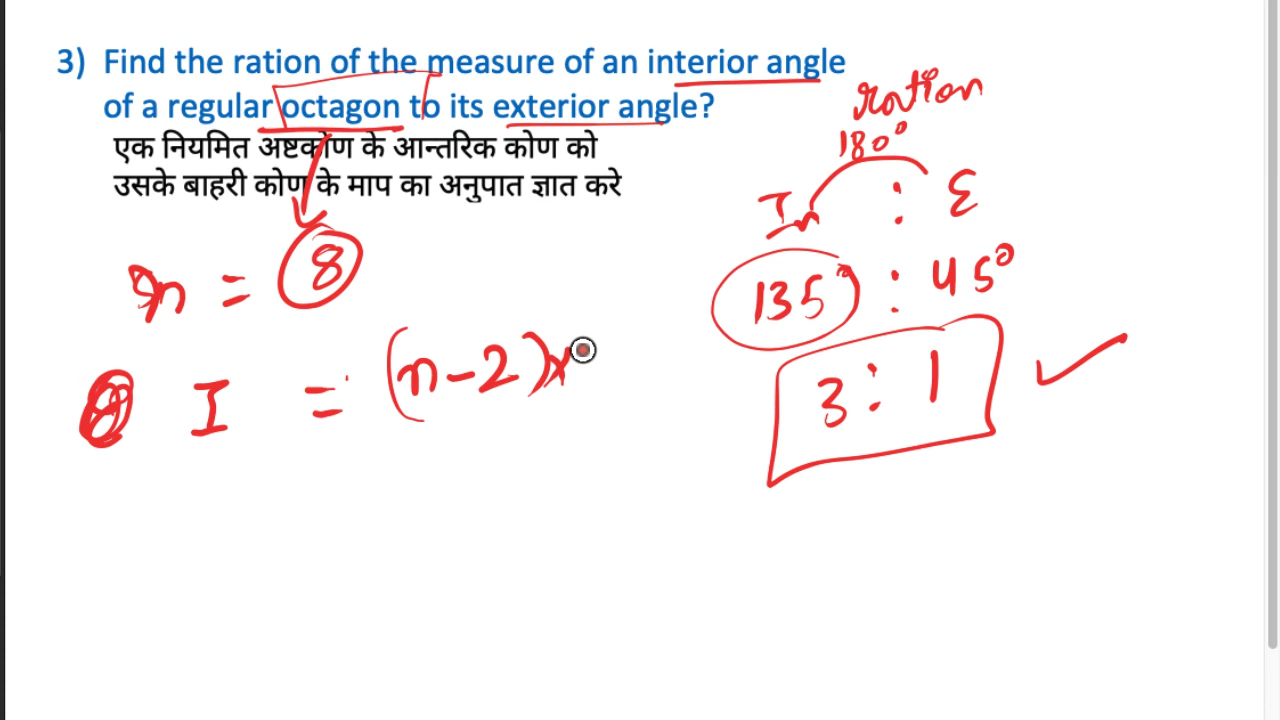 3) Find the ration of the measure of an interior angle
of a regular octagon to its exterior angle?
एक नियमित अष्टकोण के आन्तरिक कोण को
उसके बाहरी कोण के माप का अनुपात ज्ञात करे
ration
180°
In : E
135° : 45°
3 : 1
n = 8
I = (n-2)x